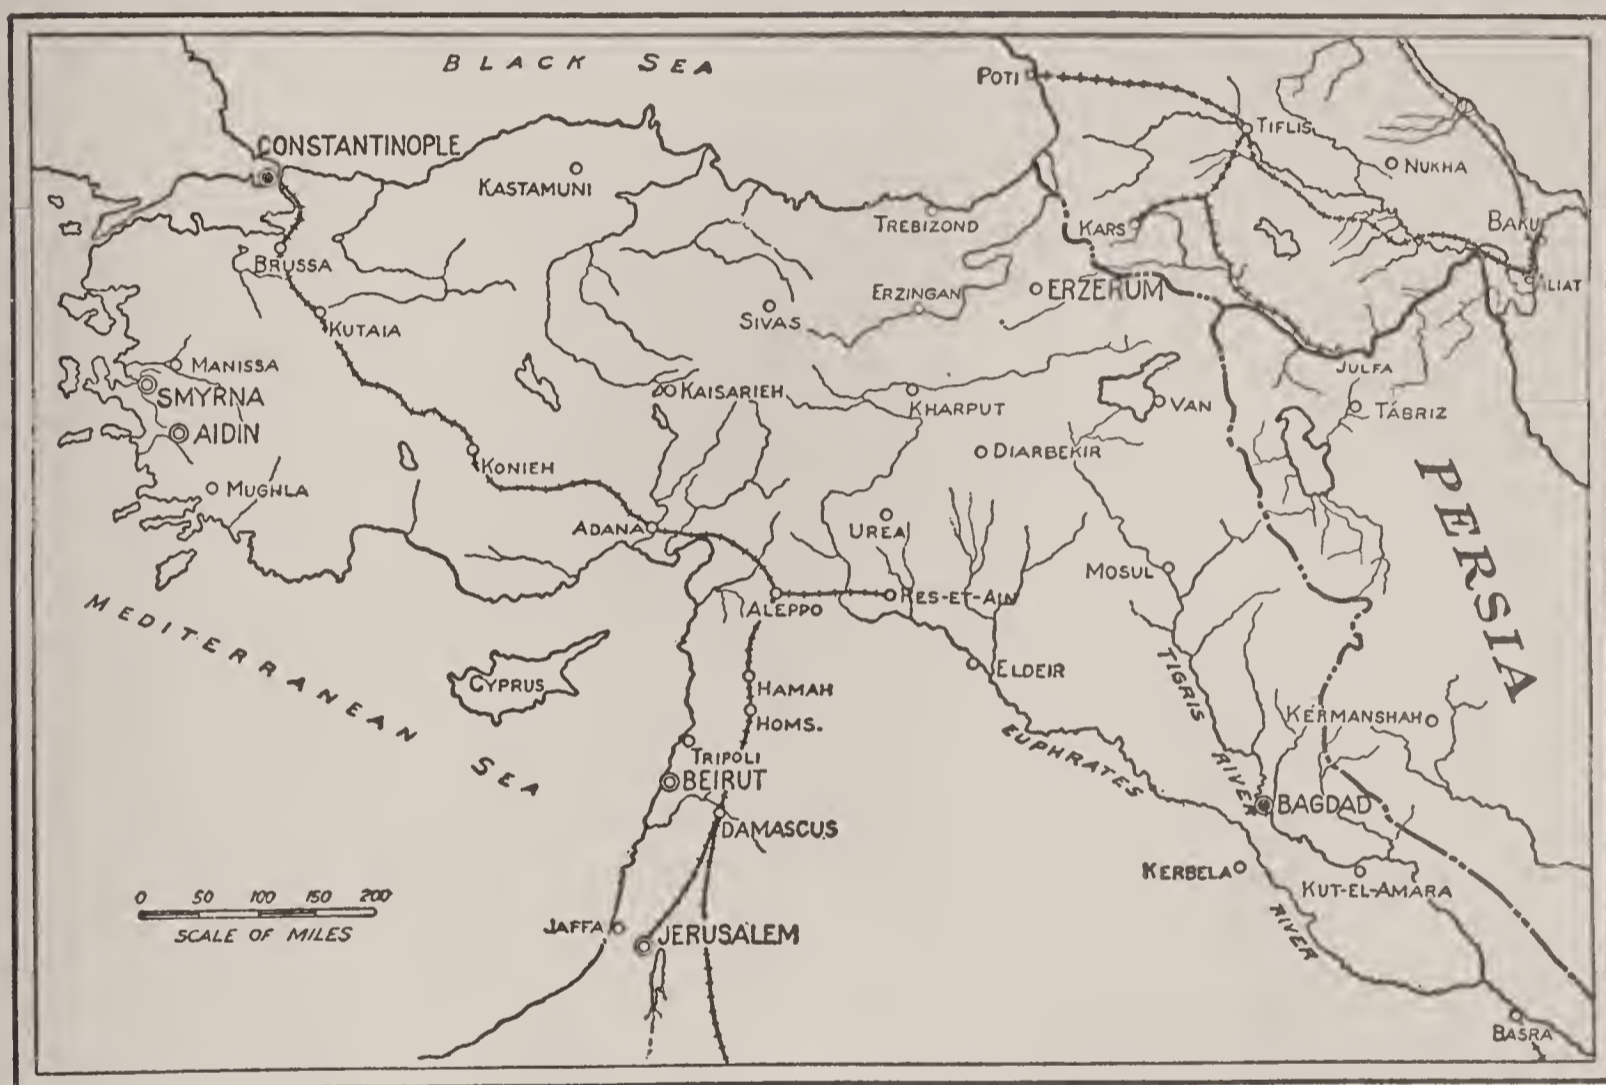 BLACK SEA
POTI
TIFLIS
CONSTANTINOPLE
NUKHA
KASTAMUNI
TREBIZOND
KARS
BAKU
BRUSSA
ERZINGAN
ERZERUM
LIAT
SIVAS
KUTAIA
MANISSA
JULFA
SMYRNA
KAISARIEH
KHARPUT
VAN
TÁBRIZ
AIDIN
KONIEH
DIARBEKIR
MUGHLA
PERSIA
ADANA
UREA
MOSUL
MEDITERRANEAN SEA
ALEPPO
RES-ET-AIN
CYPRUS
ELDEIR
TIGRIS RIVER
HAMAH
HOMS.
KERMANSHAH
EUPHRATES RIVER
TRIPOLI
BEIRUT
BAGDAD
DAMASCUS
KERBELA
KUT-EL-AMARA
0 50 100 150 200
SCALE OF MILES
JAFFA
JERUSALEM
BASRA